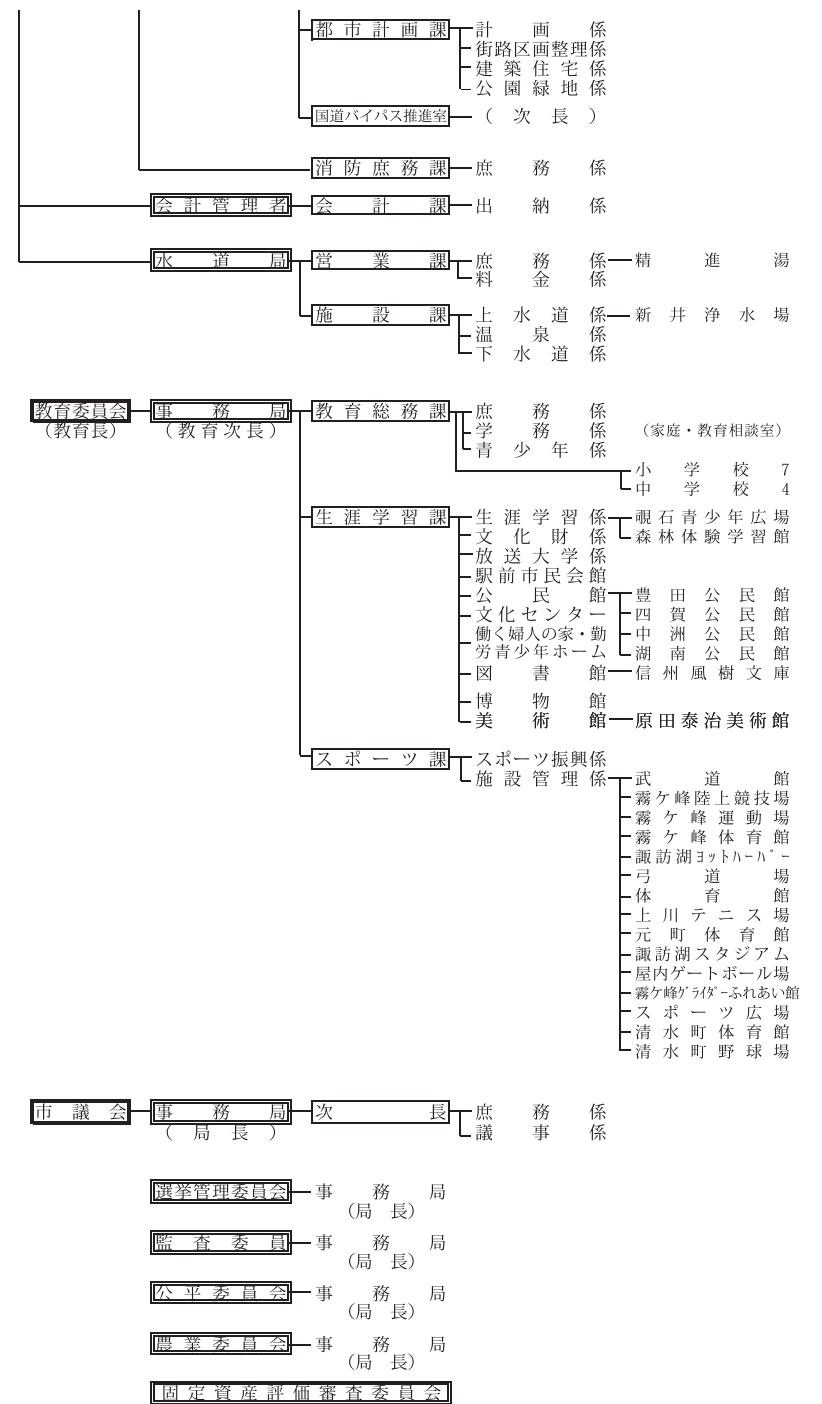 都市計画課 計画係
街路区画整理係
建築住宅係
公園緑地係
国道バイパス推進室 （次長）
消防庶務課 庶務係
会計管理者 会計課 出納係
水道局 営業課 庶務係 精進湯
料金係
施設課 上水道係 新井浄水場
温泉係
下水道係
教育委員会 事務局 教育総務課 庶務係
（教育長） （教育次長） 学務係 （家庭・教育相談室）
青少年係
小学校 7
中学校 4
生涯学習課 生涯学習係 覗石青少年広場
文化財係 森林体験学習館
放送大学係
駅前市民会館
公民館 豊田公民館
文化センター 四賀公民館
働く婦人の家・勤 中洲公民館
労青少年ホーム 湖南公民館
図書館 信州風樹文庫
博物館
美術館 原田泰治美術館
スポーツ課 スポーツ振興係
施設管理係 武道館
霧ケ峰陸上競技場
霧ケ峰運動場
霧ケ峰体育館
諏訪湖ﾖｯﾄﾊｰﾊﾞｰ
弓道場
体育館
上川テニス場
元町体育館
諏訪湖スタジアム
屋内ゲートボール場
霧ケ峰ｸﾞﾗｲﾀﾞｰふれあい館
スポーツ広場
清水町体育館
清水町野球場
市議会 事務局 次長 庶務係
（局長） 議事係
選挙管理委員会 事務局
（局長）
監査委員 事務局
（局長）
公平委員会 事務局
（局長）
農業委員会 事務局
（局長）
固定資産評価審査委員会